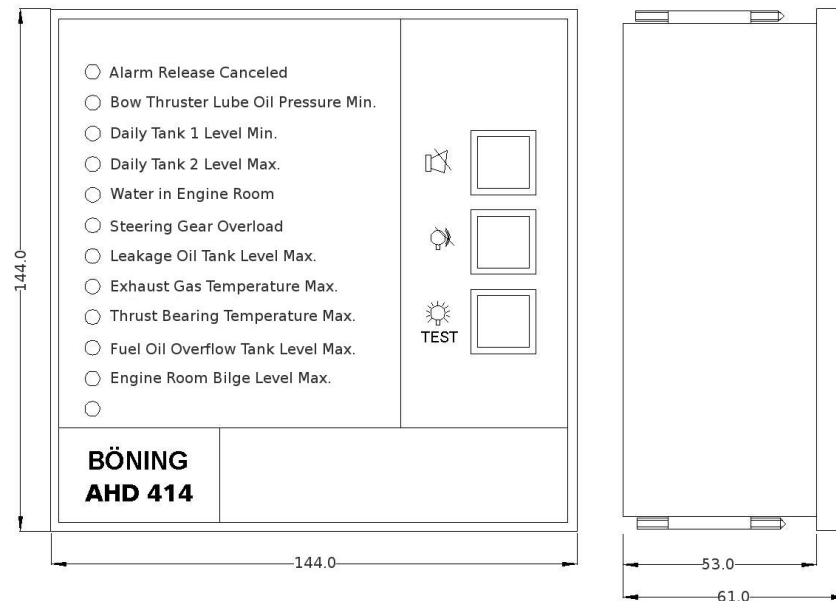 Alarm Release Canceled
Bow Thruster Lube Oil Pressure Min.
Daily Tank 1 Level Min.
Daily Tank 2 Level Max.
Water in Engine Room
Steering Gear Overload
Leakage Oil Tank Level Max.
Exhaust Gas Temperature Max.
Thrust Bearing Temperature Max.
Fuel Oil Overflow Tank Level Max.
Engine Room Bilge Level Max.
TEST
BÖNING
AHD 414
144.0
144.0
53.0
61.0